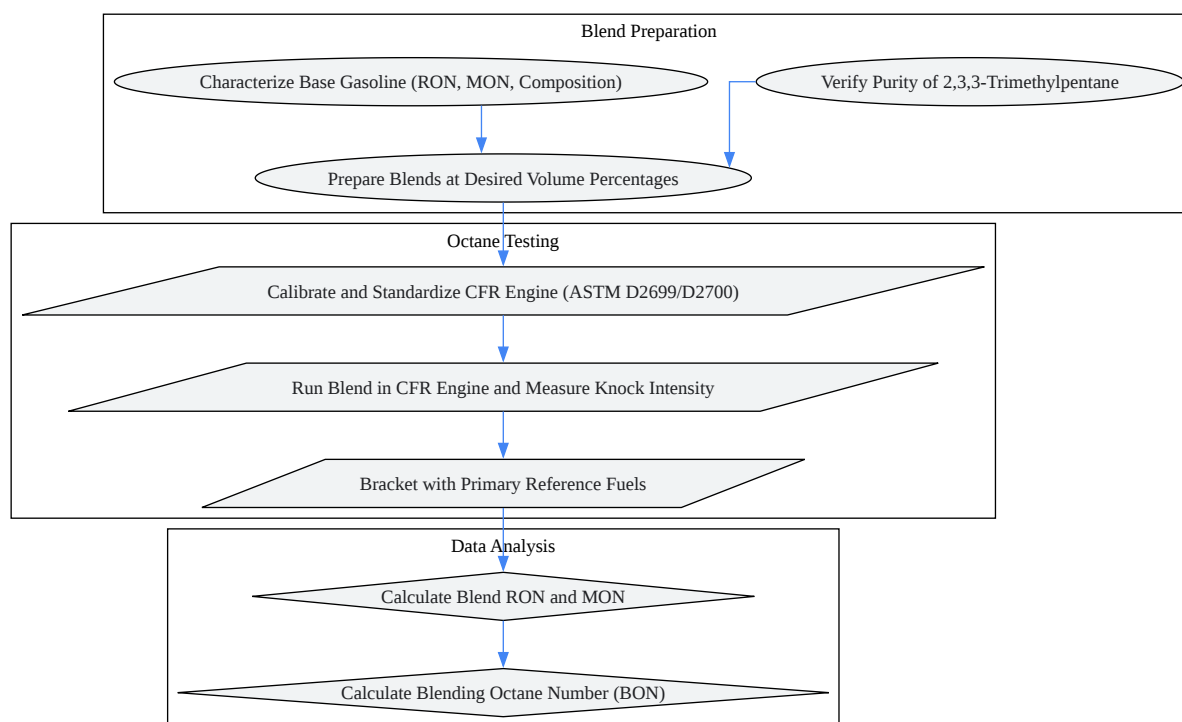 Blend Preparation
Characterize Base Gasoline (RON, MON, Composition)
Verify Purity of 2,3,3-Trimethylpentane
Prepare Blends at Desired Volume Percentages
Octane Testing
Calibrate and Standardize CFR Engine (ASTM D2699/D2700)
Run Blend in CFR Engine and Measure Knock Intensity
Bracket with Primary Reference Fuels
Data Analysis
Calculate Blend RON and MON
Calculate Blending Octane Number (BON)